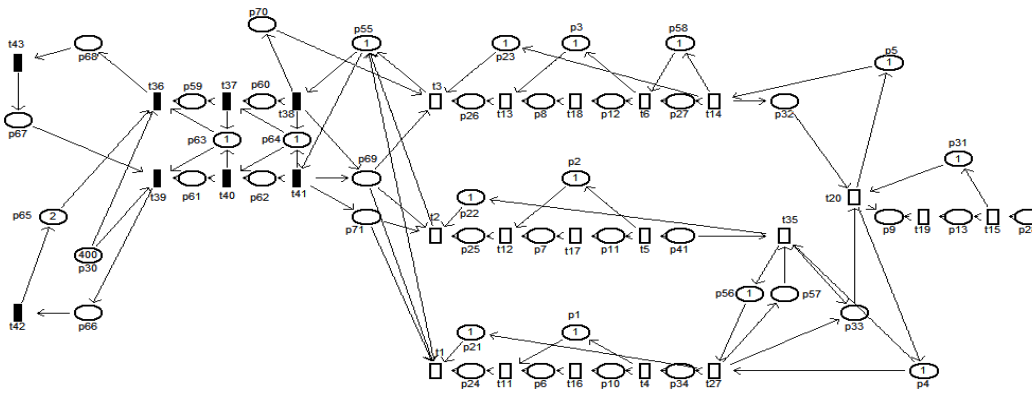 p70
p55
1
p23
1
p3
1
p58
1
p5
1
t43
p68
t36
p59
t37
p60
t38
t3
p26
t13
p8
t18
p12
t6
p27
t14
p32
p67
p63
1
p64
1
p31
1
t39
p61
t40
p62
t41
p69
p2
1
p22
1
t20
p65
2
p71
t2
p25
t12
p7
t17
p11
t5
p41
t35
p9
t19
p13
t15
p28
400
p30
p56
1
p57
t42
p66
p33
t1
p21
1
p1
1
p24
t11
p6
t16
p10
t4
p34
t27
1
p4